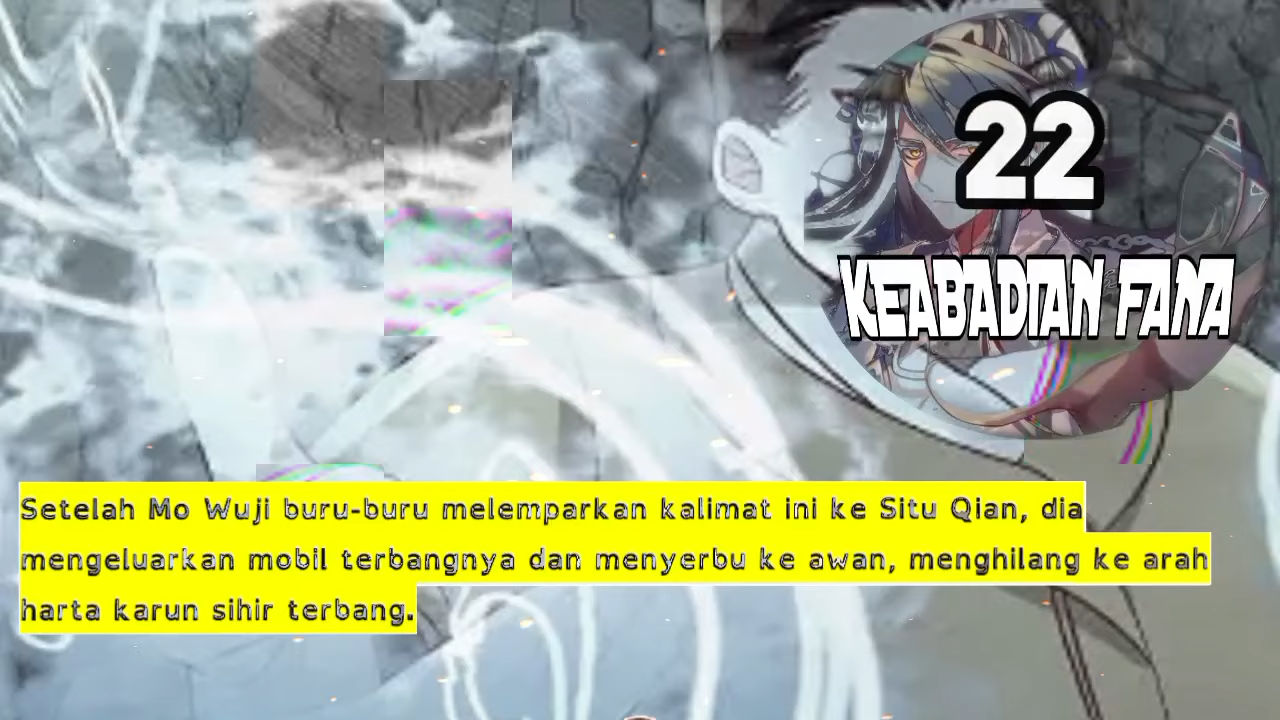 22
KEABADIAN FANA
Setelah Mo Wuji buru-buru melemparkan kalimat ini ke Situ Qian, dia
mengeluarkan mobil terbangnya dan menyerbu ke awan, menghilang ke arah
harta karun sihir terbang.